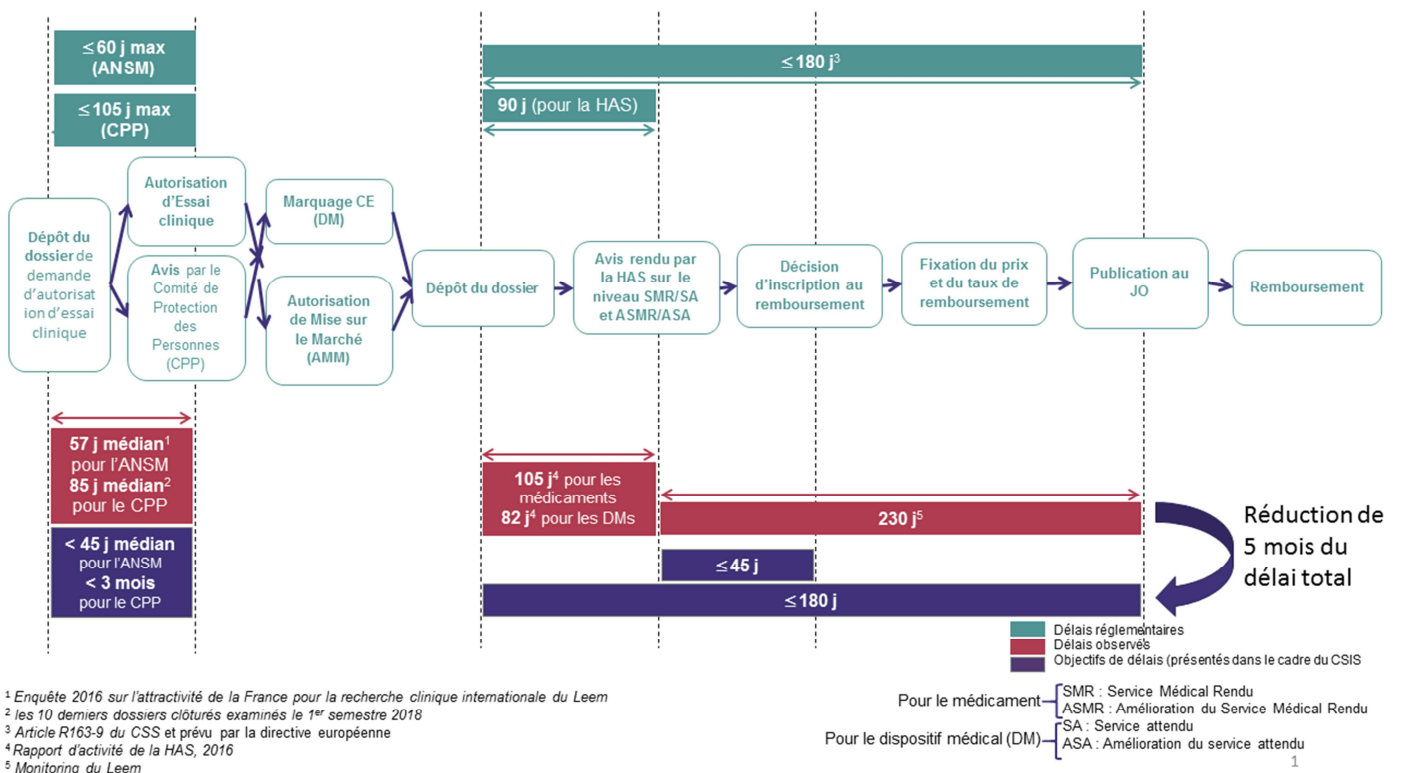 ≤60 j max
(ANSM)
≤105 j max
(CPP)
≤180 j³
90 j (pour la HAS)
Dépôt du
dossier de
demande
d'autorisat
ion d'essai
clinique
Autorisation
d'Essai
clinique
Avis par le
Comité de
Protection
des
Personnes
(CPP)
Marquage CE
(DM)
Autorisation
de Mise sur
le Marché
(AMM)
Dépôt du dossier
Avis rendu par
la HAS sur le
niveau SMR/SA
et ASMR/ASA
Décision
d'inscription au
remboursement
Fixation du prix
et du taux de
remboursement
Publication au
JO
Remboursement
57 j médian¹
pour l'ANSM
85 j médian²
pour le CPP
< 45 j médian
pour l'ANSM
< 3 mois
pour le CPP
105 j⁴ pour les
médicaments
82 j⁴ pour les DMs
230 j⁵
≤45 j
≤180 j
Réduction de
5 mois du
délai total
Délais réglementaires
Délais observés
Objectifs de délais (présentés dans le cadre du CSIS
¹ Enquête 2016 sur l'attractivité de la France pour la recherche clinique internationale du Leem
² les 10 derniers dossiers clôturés examinés le 1er semestre 2018
³ Article R163-9 du CSS et prévu par la directive européenne
⁴ Rapport d'activité de la HAS, 2016
⁵ Monitoring du Leem
Pour le médicament
SMR : Service Médical Rendu
ASMR : Amélioration du Service Médical Rendu
Pour le dispositif médical (DM)
SA : Service attendu
ASA : Amélioration du service attendu
1